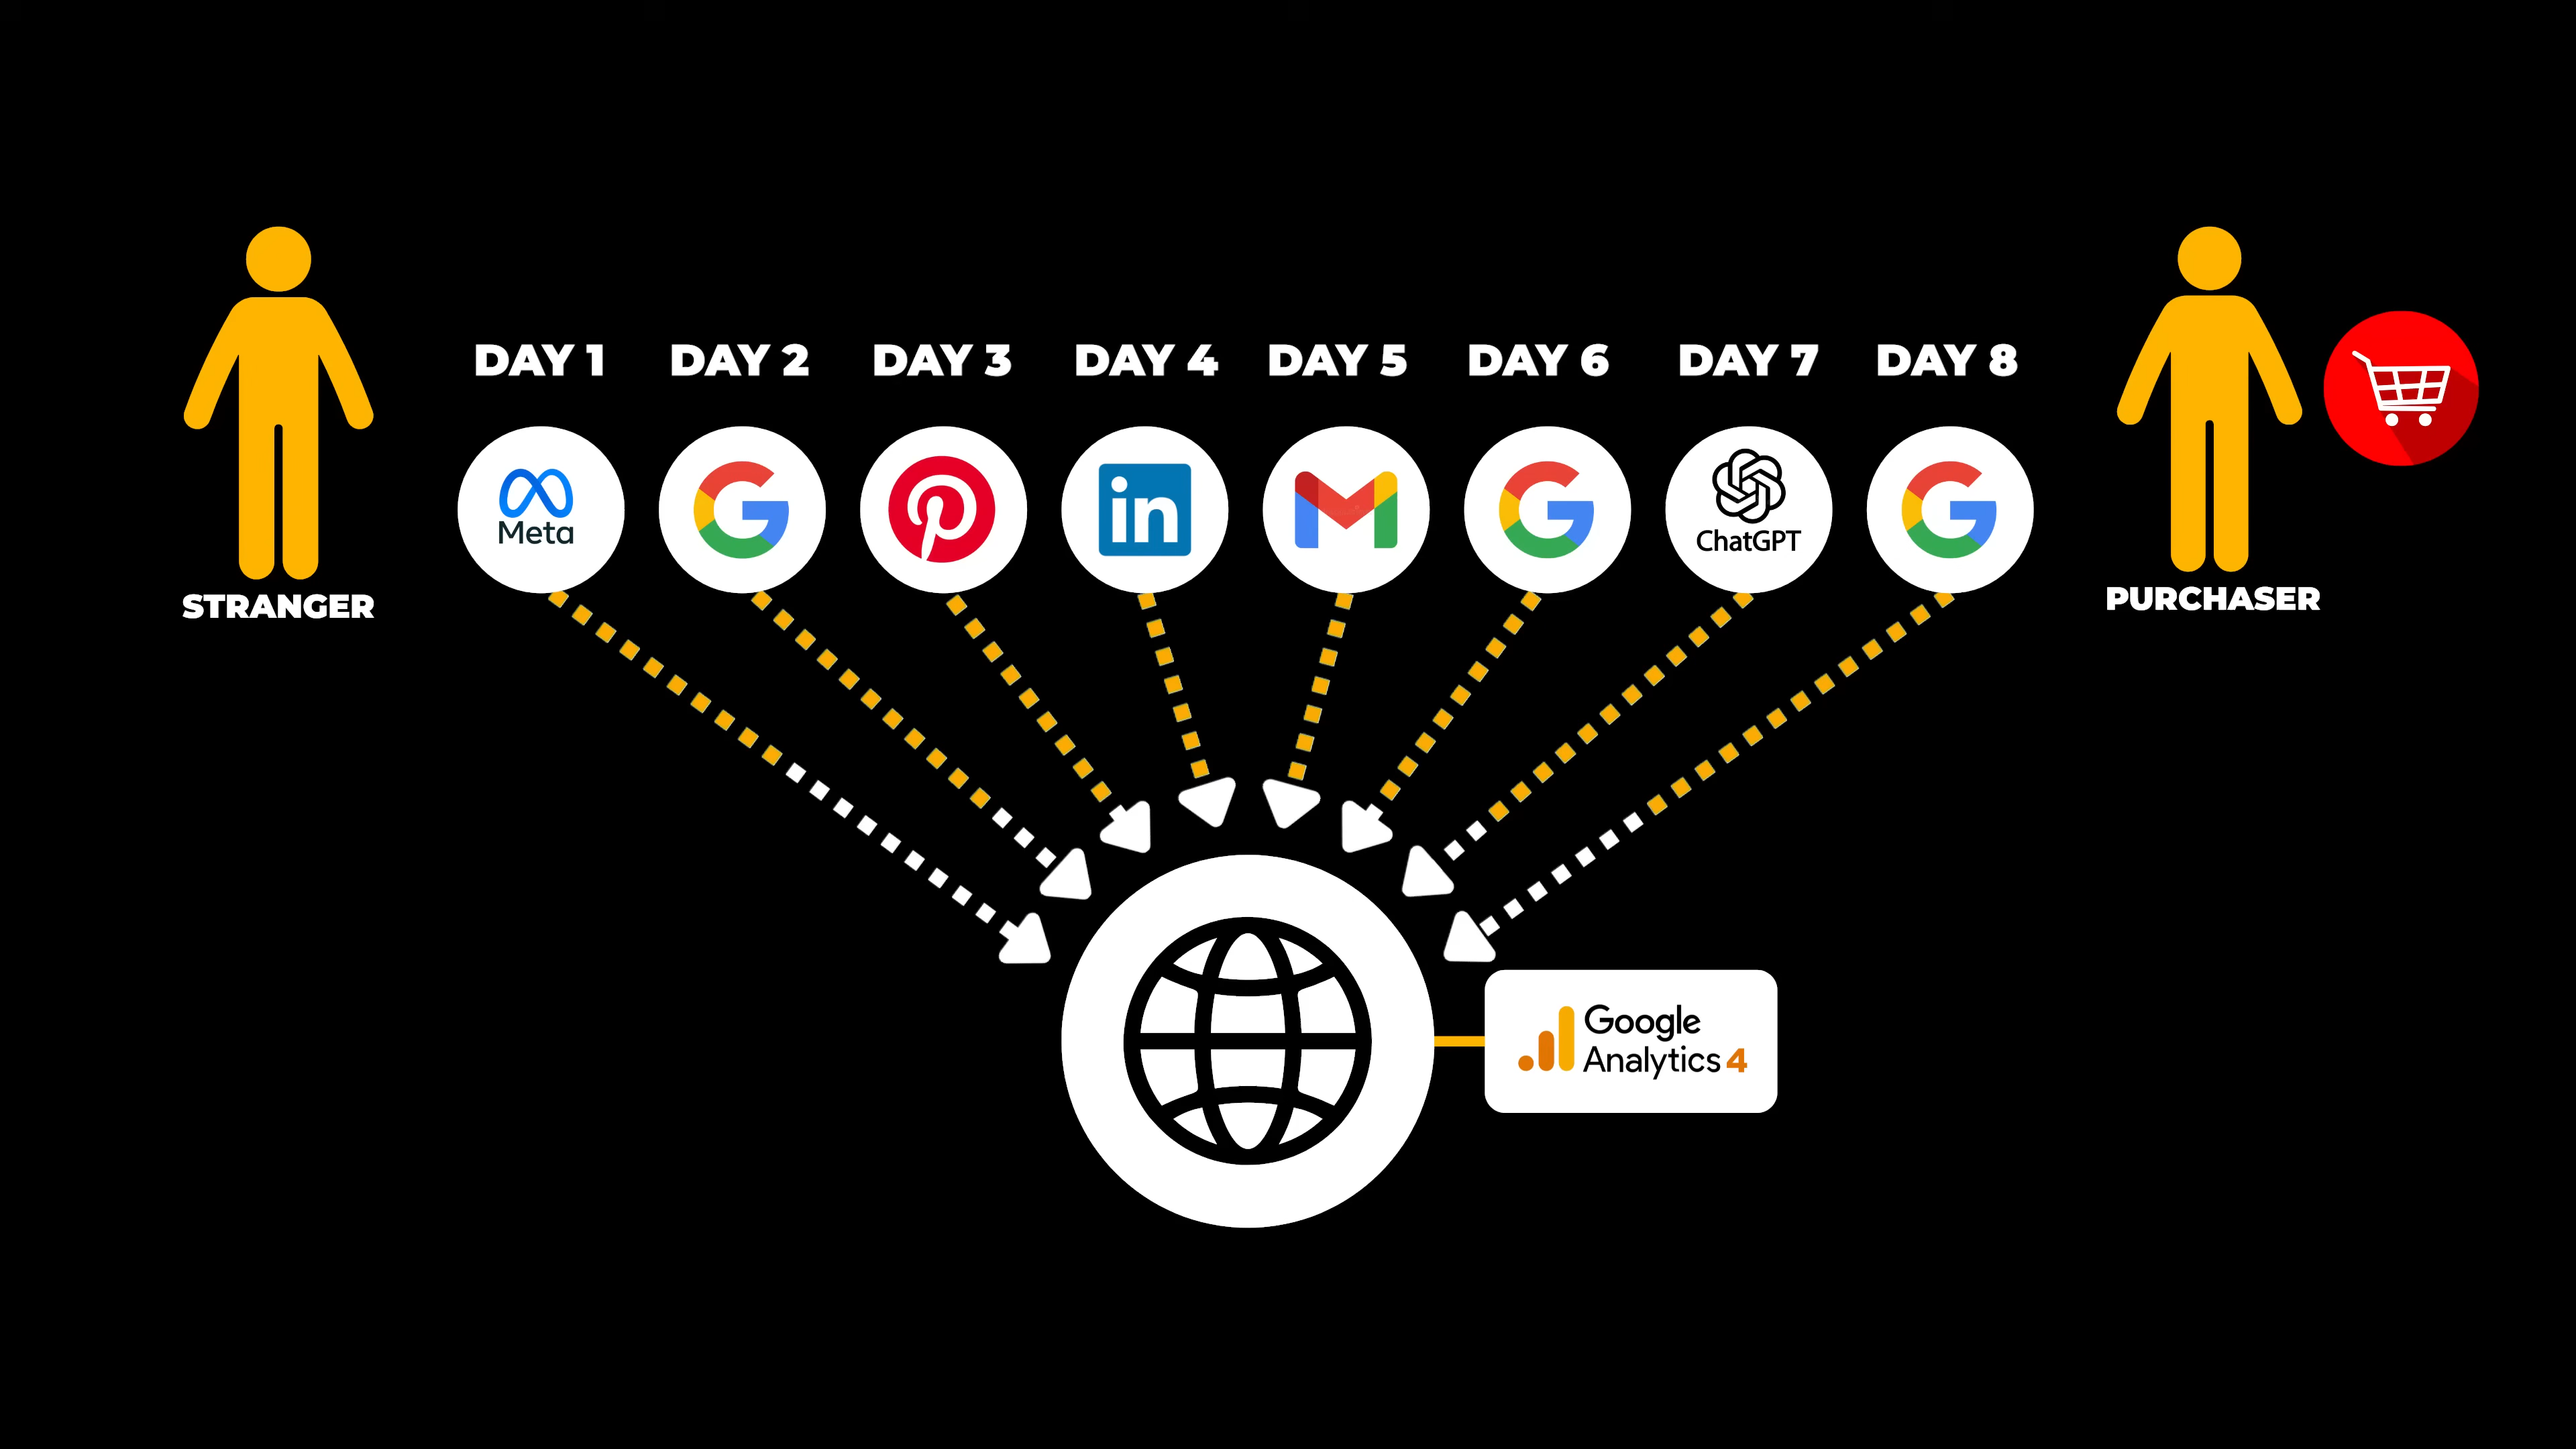 DAY 1
DAY 2
DAY 3
DAY 4
DAY 5
DAY 6
DAY 7
DAY 8
Meta
in
ChatGPT
STRANGER
PURCHASER
Google
Analytics 4